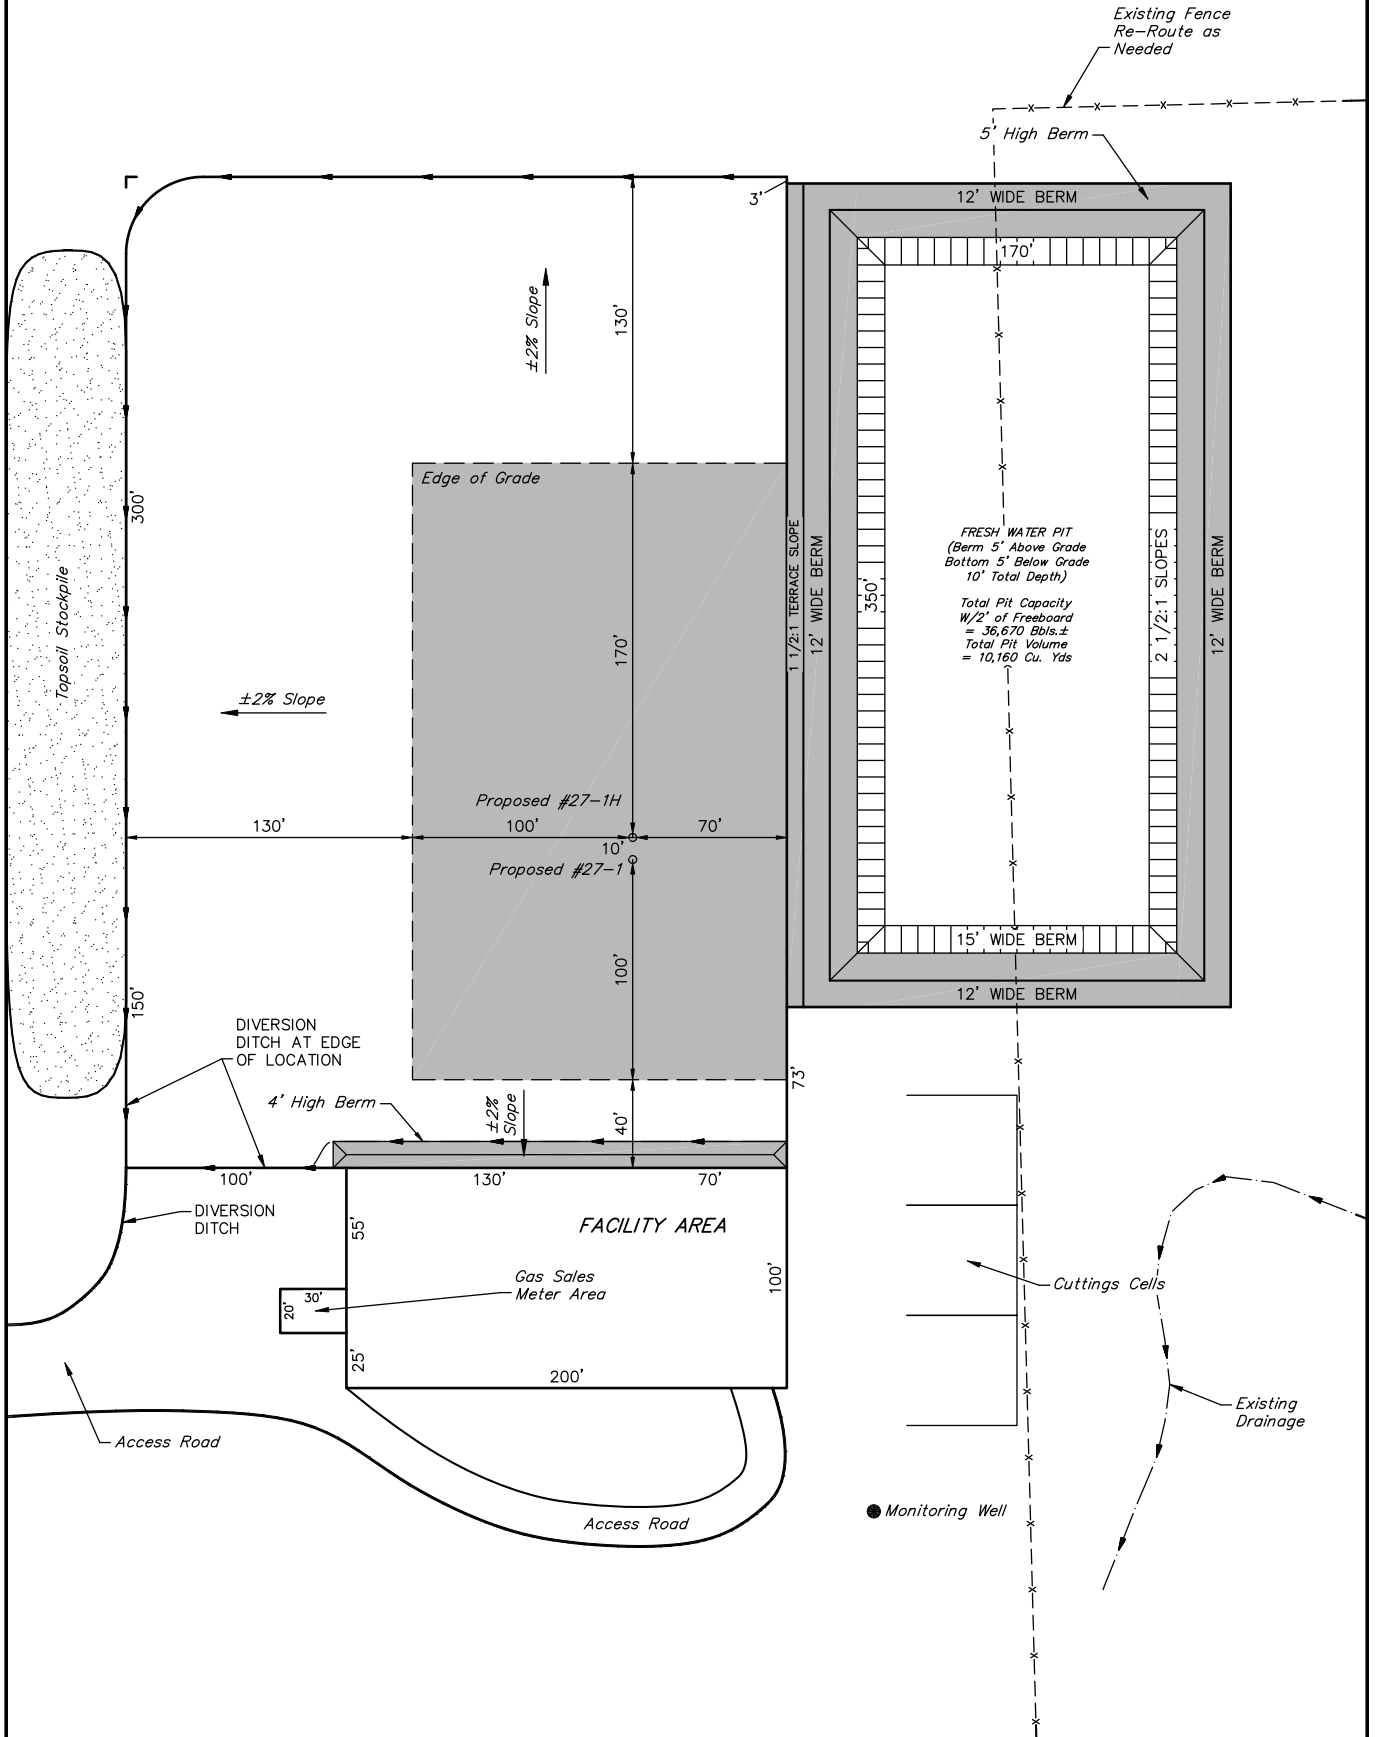 Existing Fence
Re-Route as
Needed
5' High Berm
3'
12' WIDE BERM
170'
130'
±2% Slope
Edge of Grade
300'
Topsoil Stockpile
170'
1 1/2:1 TERRACE SLOPE
12' WIDE BERM
350'
FRESH WATER PIT
(Berm 5' Above Grade
Bottom 5' Below Grade
10' Total Depth)
Total Pit Capacity
W/2' of Freeboard
= 36,670 Bbls.±
Total Pit Volume
= 10,160 Cu. Yds
2 1/2:1 SLOPES
12' WIDE BERM
±2% Slope
Proposed #27-1H
130'
100'
70'
10'
Proposed #27-1
100'
15' WIDE BERM
12' WIDE BERM
150'
DIVERSION
DITCH AT EDGE
OF LOCATION
73'
4' High Berm
±2%
Slope
40'
100'
130'
70'
DIVERSION
DITCH
55'
FACILITY AREA
100'
Gas Sales
Meter Area
30'
20'
25'
200'
Cuttings Cells
Existing
Drainage
Access Road
Monitoring Well
Access Road